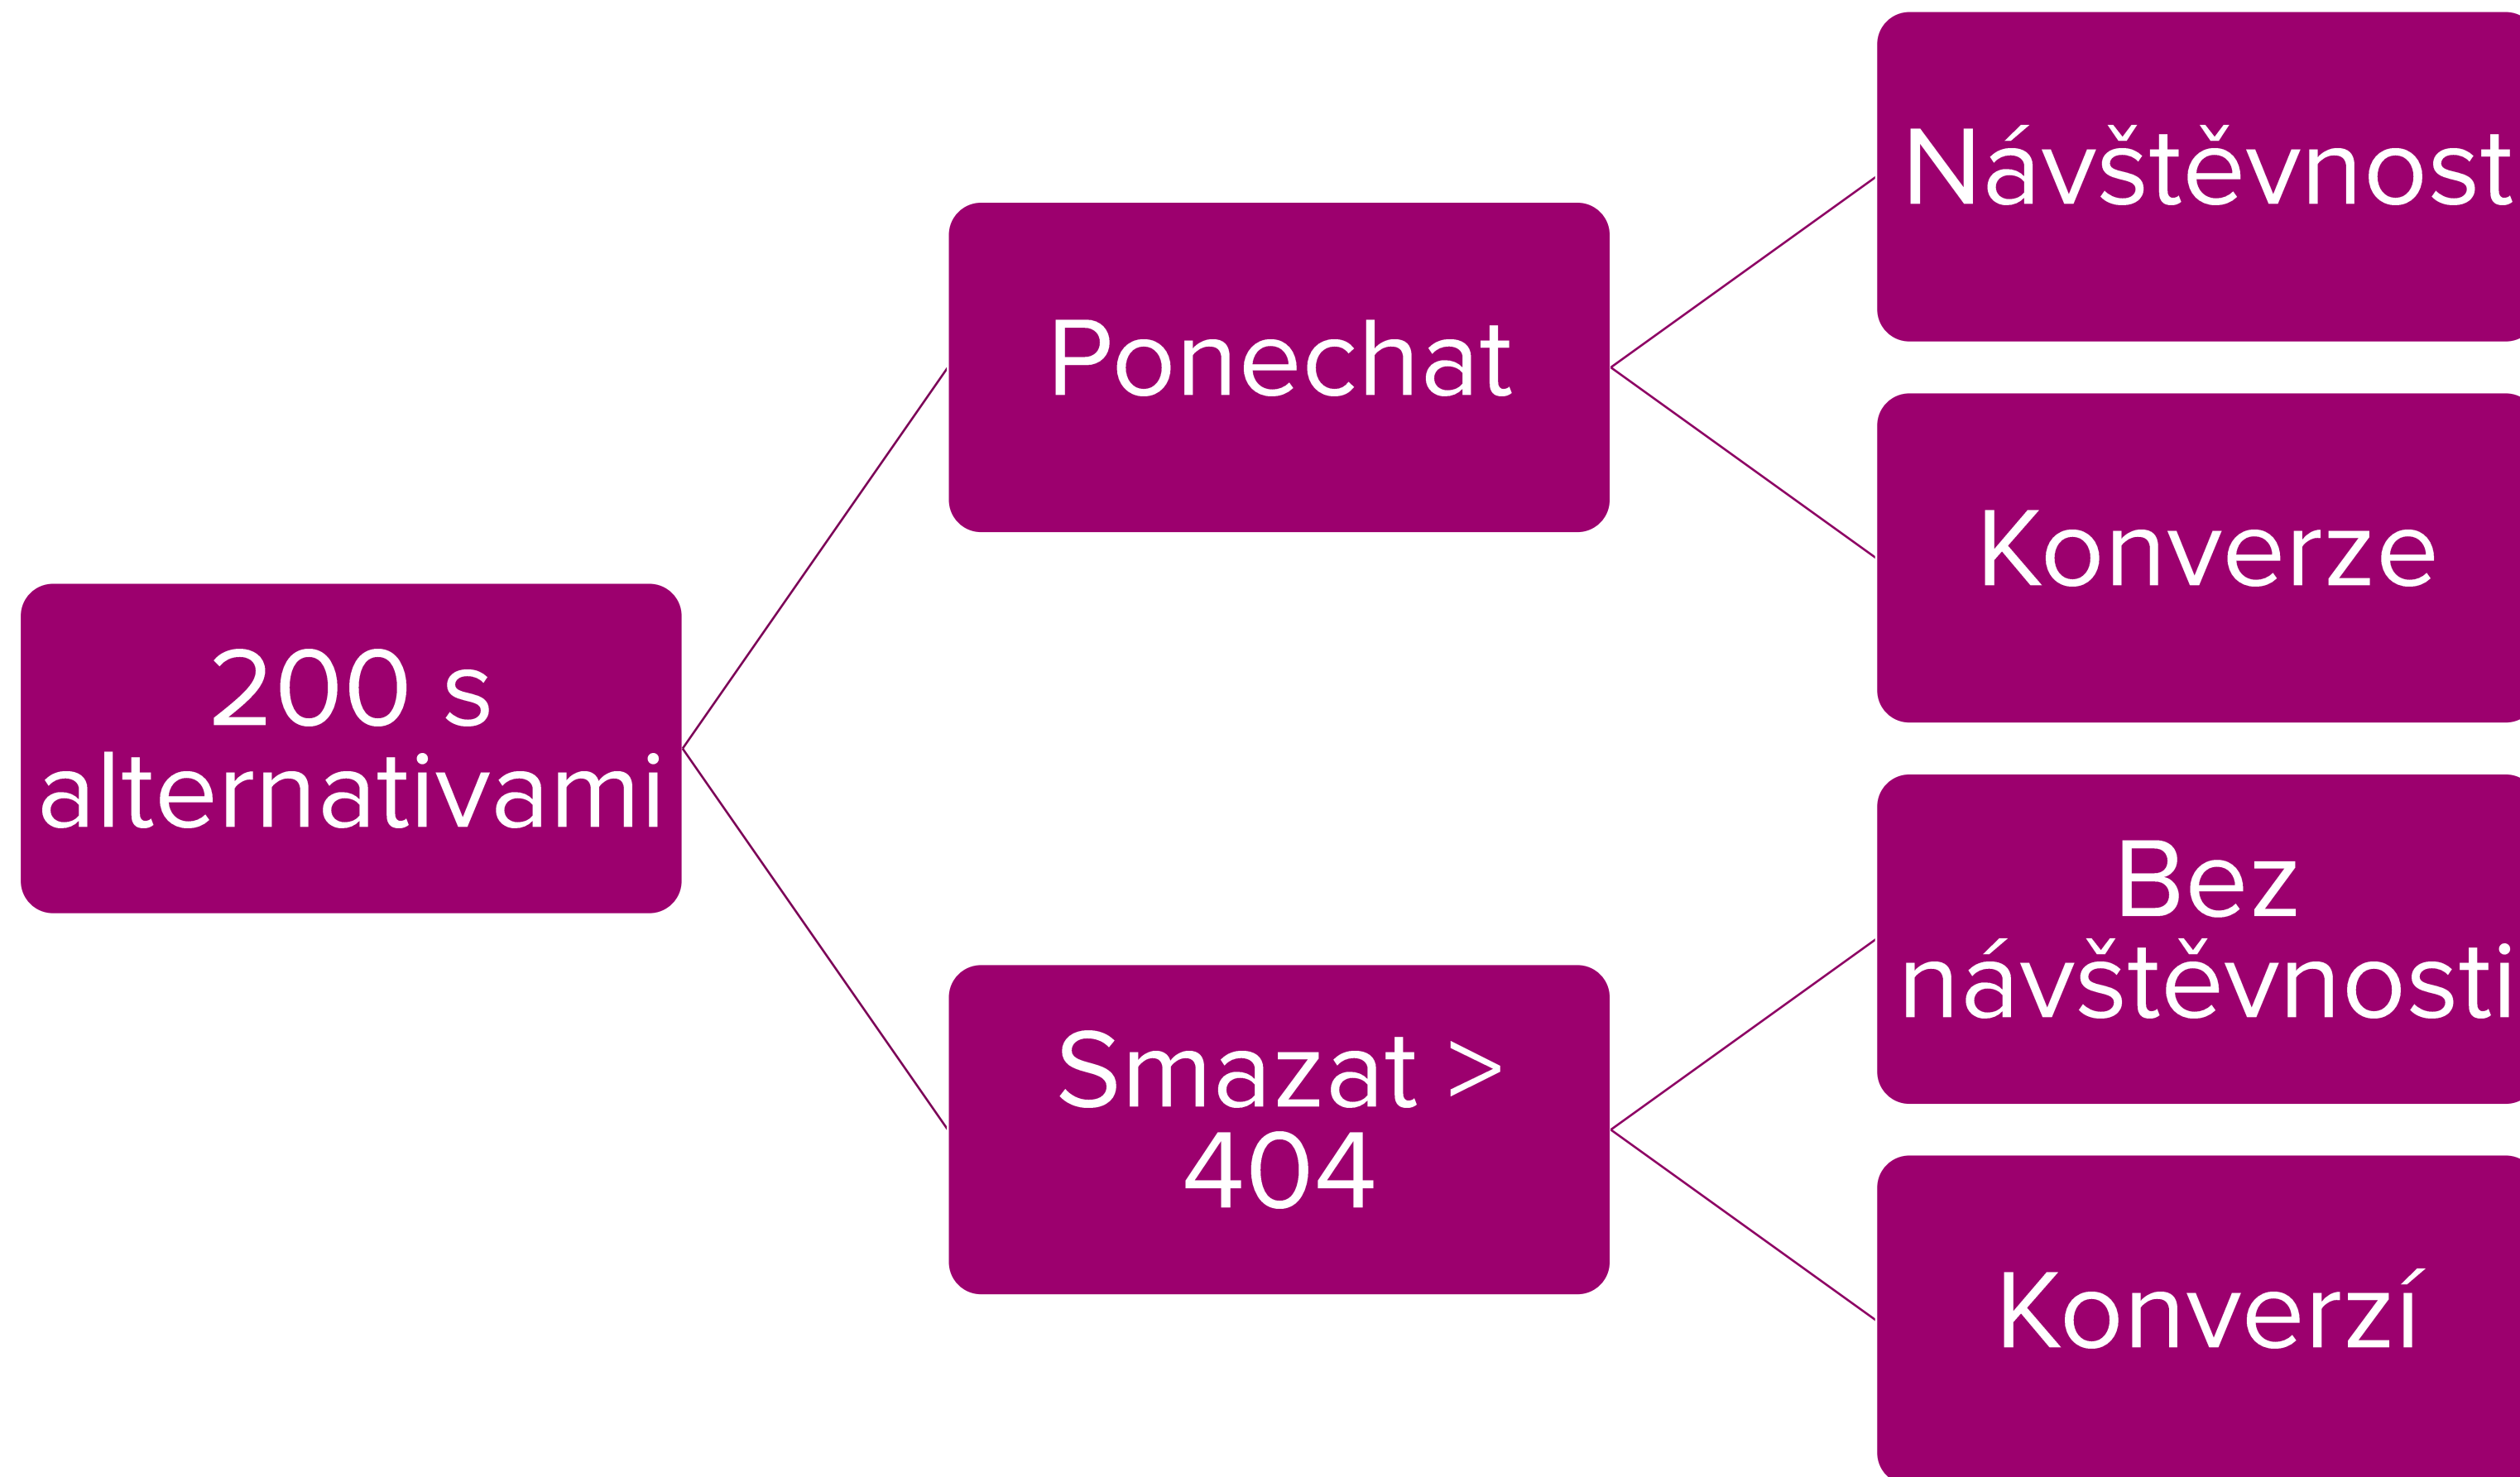 200 s
alternativami
Ponechat
Návštěvnost
Konverze
Smazat >
404
Bez
návštěvnosti
Konverzí